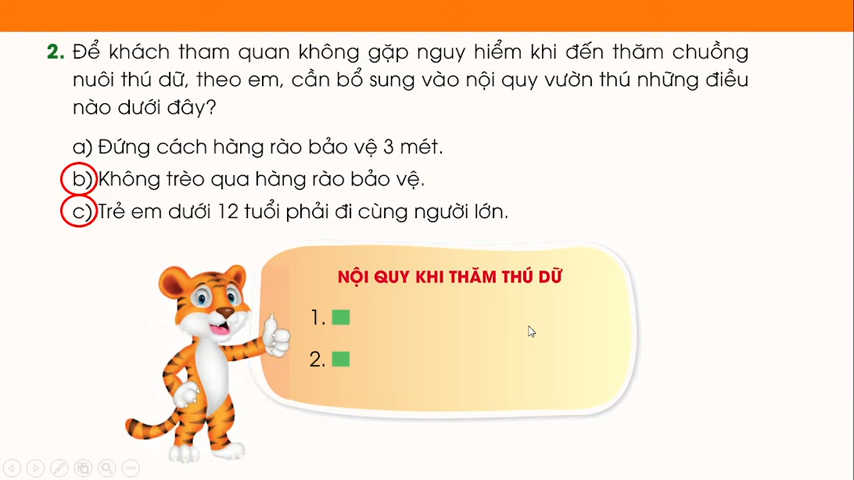 2. Để khách tham quan không gặp nguy hiểm khi đến thăm chuồng
nuôi thú dữ, theo em, cần bổ sung vào nội quy vườn thú những điều
nào dưới đây?
a) Đứng cách hàng rào bảo vệ 3 mét.
b) Không trèo qua hàng rào bảo vệ.
c) Trẻ em dưới 12 tuổi phải đi cùng người lớn.
NỘI QUY KHI THĂM THÚ DỮ
1.
2.